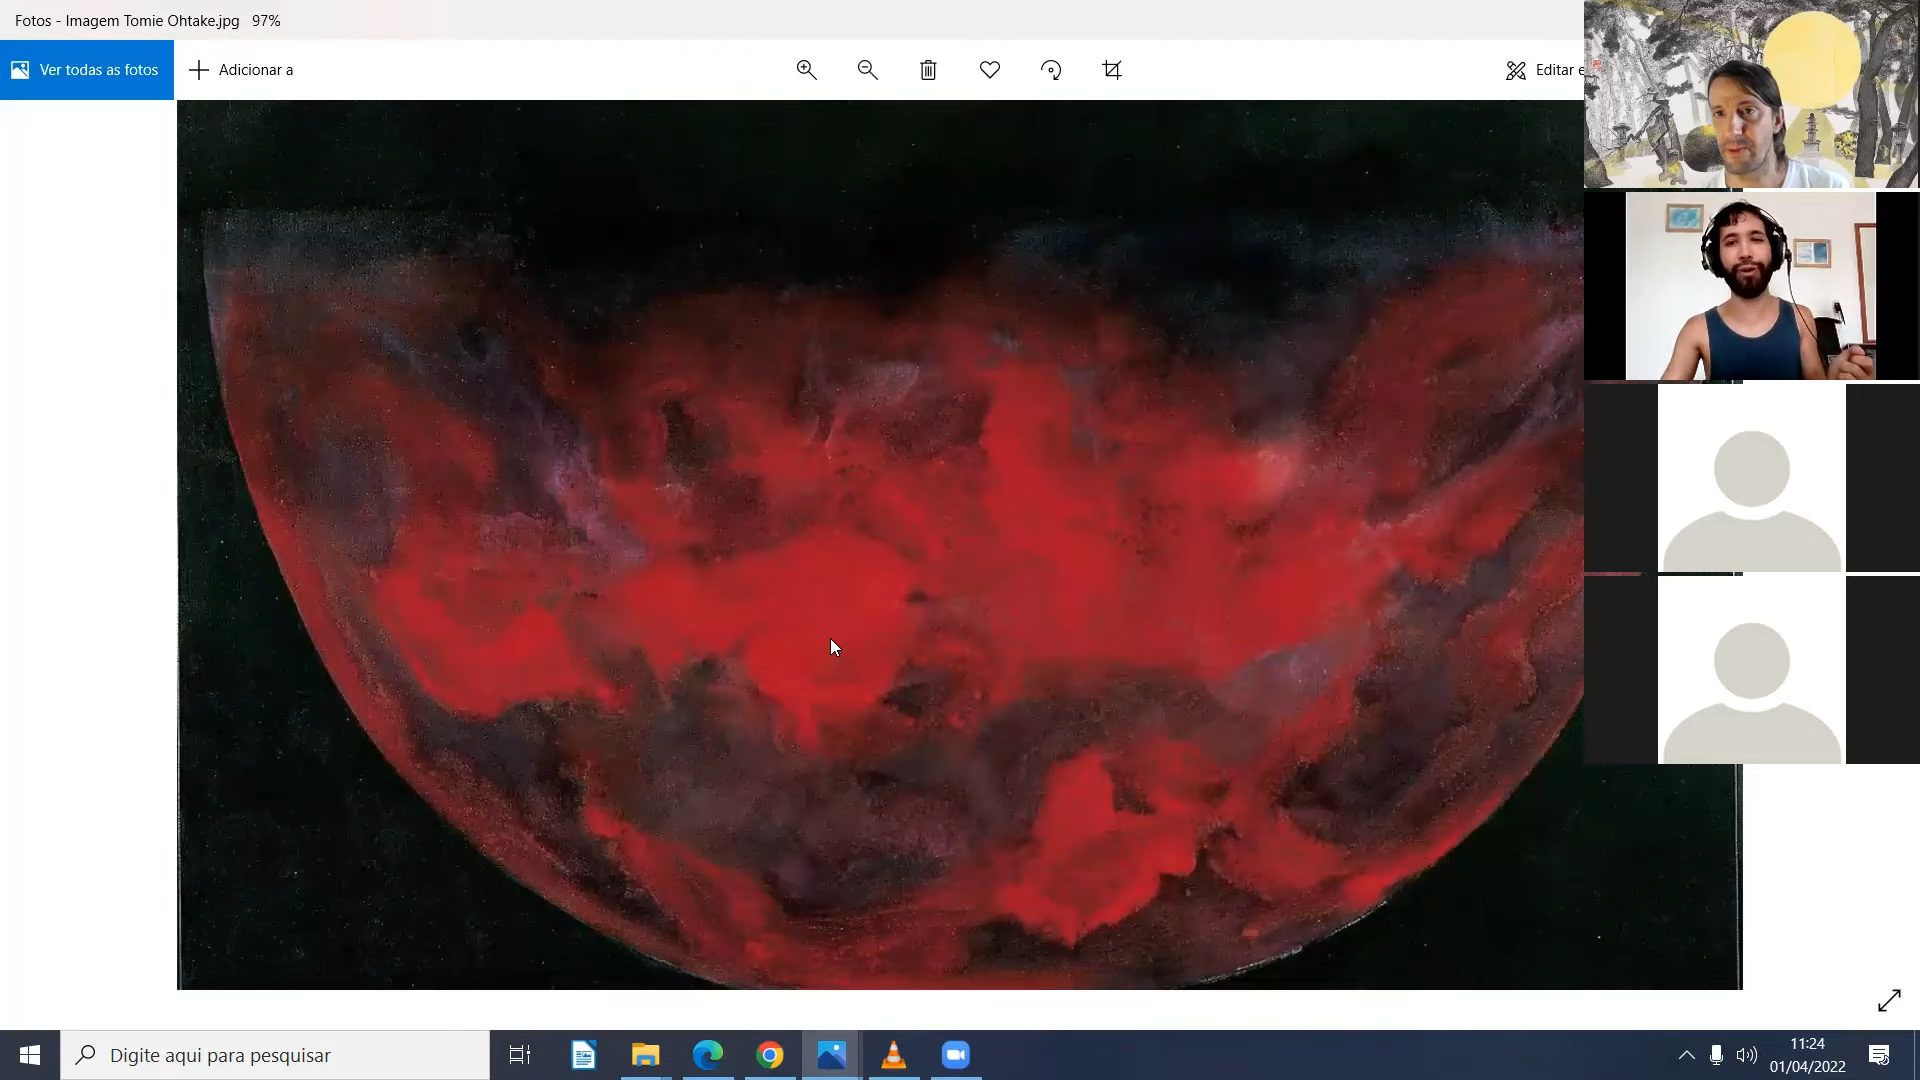 Fotos - Imagem Tomie Ohtake.jpg 97%
Ver todas as fotos
Adicionar a
Editar e
Digite aqui para pesquisar
11:24
01/04/2022